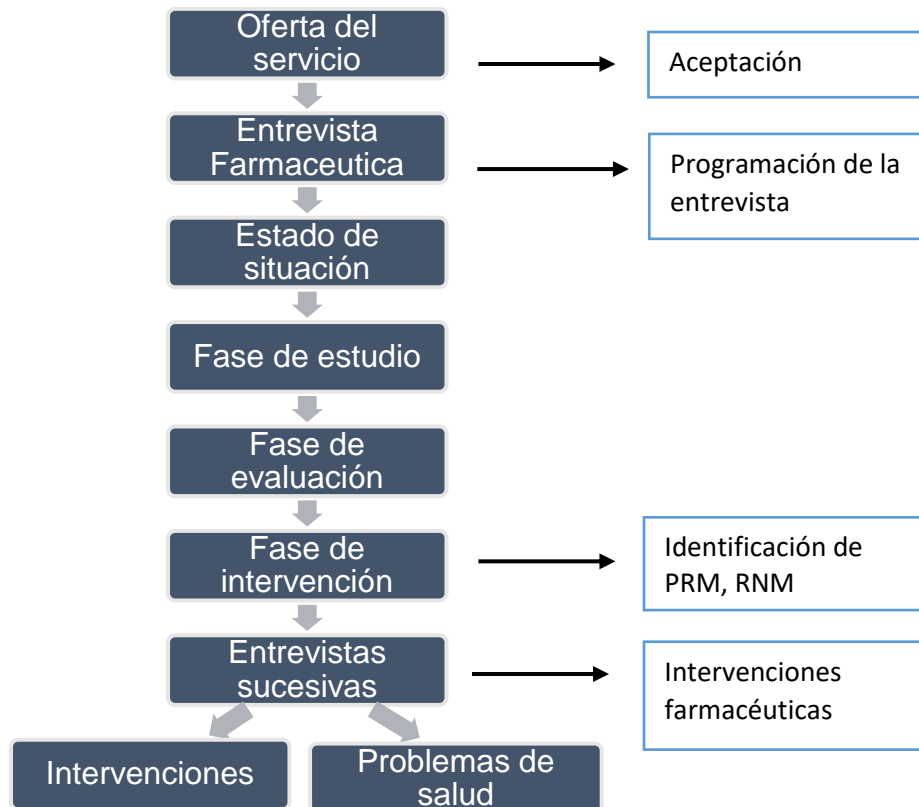 Oferta del
servicio
Aceptación
Entrevista
Farmaceutica
Programación de la
entrevista
Estado de
situación
Fase de estudio
Fase de
evaluación
Fase de
intervención
Identificación de
PRM, RNM
Entrevistas
sucesivas
Intervenciones
farmacéuticas
Intervenciones
Problemas de
salud